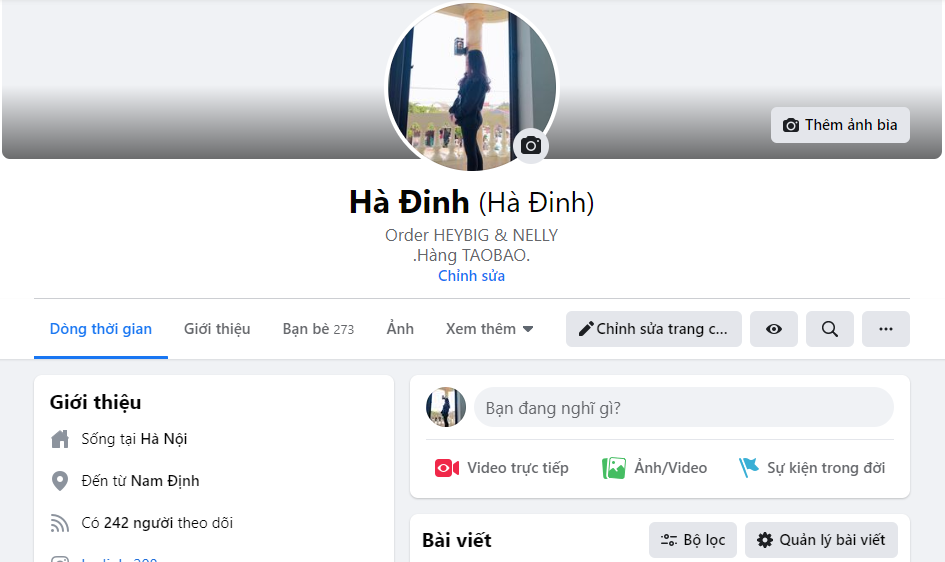 Thêm ảnh bìa
Hà Đinh (Hà Đinh)
Order HEYBIG & NELLY
.Hàng TAOBAO.
Chỉnh sửa
Dòng thời gian
Giới thiệu
Bạn bè 273
Ảnh
Xem thêm
Chỉnh sửa trang c...
Giới thiệu
Sống tại Hà Nội
Đến từ Nam Định
Có 242 người theo dõi
Bạn đang nghĩ gì?
Video trực tiếp
Ảnh/Video
Sự kiện trong đời
Bài viết
Bộ lọc
Quản lý bài viết